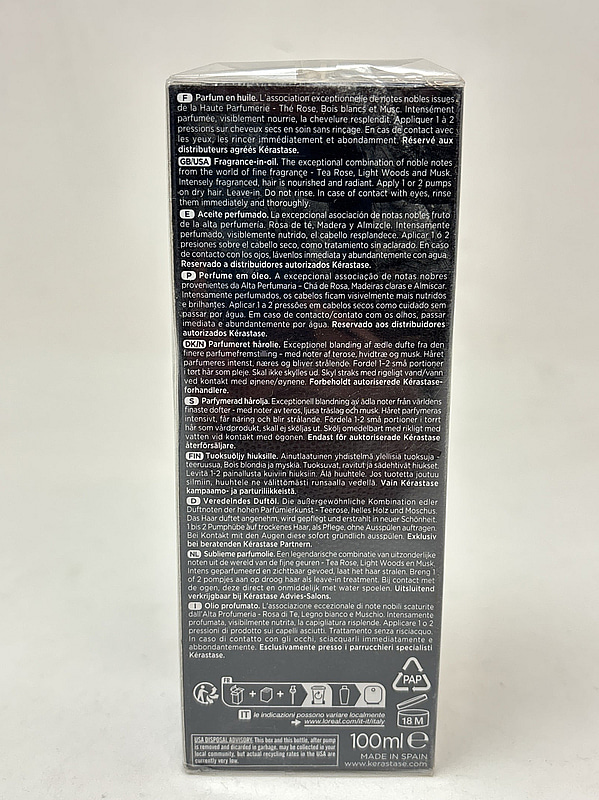 F Parfum en huile. L'association exceptionnelle de notes nobles issues
de la Haute Parfumerie - Thé Rose, Bois blancs et Musc. Intensément
parfumée, visiblement nourrie, la chevelure resplendit. Appliquer 1 à 2
pressions sur cheveux secs en soin sans rinçage. En cas de contact avec
les yeux, les rincer immédiatement et abondamment. Réservé aux
distributeurs agréés Kérastase.
GB/USA Fragrance-in-oil. The exceptional combination of noble notes
from the world of fine fragrance - Tea Rose, Light Woods and Musk.
Intensely fragranced, hair is nourished and radiant. Apply 1 or 2 pumps
on dry hair. Leave-in. Do not rinse. In case of contact with eyes, rinse
them immediately and thoroughly.
E Aceite perfumado. La excepcional asociación de notas nobles fruto
de la alta perfumería. Rosa de té, Madera y Almizcle. Intensamente
perfumado, visiblemente nutrido, el cabello resplandece. Aplicar 1 ó 2
presiones sobre el cabello seco, como tratamiento sin aclarado. En caso
de contacto con los ojos, lávenlos inmediata y abundantemente con agua.
Reservado a distribuidores autorizados Kérastase.
P Perfume em óleo. A excecional associação de notas nobres
provenientes da Alta Perfumaria - Chá de Rosa, Madeiras claras e Almíscar.
Intensamente perfumados, os cabelos ficam visivelmente mais nutridos
e brilhantes. Aplicar 1 a 2 pressões em cabelos secos como cuidado sem
passar por água. Em caso de contacto/contato com os olhos, passar
imediata e abundantemente por água. Reservado aos distribuidores
autorizados Kérastase.
DK/N Parfumeret hårolie. Exceptionel blanding af ædle dufte fra den
finere parfumefremstilling - med noter af terose, hvidtræ og musk. Håret
parfumeres intenst, næres og bliver strålende. Fordel 1-2 små portioner
i tørt hår som pleje. Skal ikke skylles ud. Skyl straks med rigeligt vand/vann
ved kontakt med øjnene/øynene. Forbeholdt autoriserede Kérastase-
forhandlere.
S Parfymerad hårolja. Exceptionell blandning av ädla noter från världens
finaste dofter - med noter av teros, ljusa träslag och musk. Håret parfymeras
intensivt, får näring och blir strålande. Fördela 1-2 små portioner i torrt
hår som vårdprodukt, skall ej sköljas ut. Skölj omedelbart med rikligt med
vatten vid kontakt med ögonen. Endast för auktoriserade Kérastase
återförsäljare.
FIN Tuoksuöljy hiuksille. Ainutlaatuinen yhdistelmä yleisiä tuoksuja -
teeruusua, Bois blondia ja myskiä. Tuoksuvat, ravitut ja sädehtivät hiukset.
Levitä 1-2 painallusta kuiviin hiuksiin. Älä huuhtele. Jos tuotetta joutuu
silmiin, huuhtele ne välittömästi runsaalla vedellä. Vain Kérastase
kampaamo- ja parturiliikkeistä.
D Veredelndes Duftöl. Die außergewöhnliche Kombination edler
Duftnoten der hohen Parfümierkunst - Teerose, helles Holz und Moschus.
Das Haar duftet angenehm, wird gepflegt und erstrahlt in neuer Schönheit.
1 bis 2 Pumphübe auf trockenes Haar, als Pflege, ohne Ausspülen auftragen.
Bei Kontakt mit den Augen diese sofort gründlich ausspülen. Exklusiv
bei beratenden Kérastase Partnern.
NL Sublieme parfumolie. Een legendarische combinatie van uitzonderlijke
noten uit de wereld van de fijne geuren - Tea Rose, Light Woods en Musk.
Intens geparfumeerd en zichtbaar gevoed, laat het haar stralen. Breng 1
of 2 pompjes aan op droog haar als leave-in treatment. Bij contact met
de ogen, deze direct en onmiddelijk met water spoelen. Uitsluitend
verkrijgbaar bij Kérastase Advies-Salons.
I Olio profumato. L'associazione eccezionale di note nobili scaturite
dall'Alta Profumeria - Rosa di Tè, Legno bianco e Muschio. Intensamente
profumata, visibilmente nutrita, la capigliatura risplende. Applicare 1 o 2
pressioni di prodotto sui capelli asciutti. Trattamento senza risciacquo.
In caso di contatto con gli occhi, sciacquarli immediatamente e
abbondantemente. Esclusivamente presso i parrucchieri specialisti
Kérastase.
FR
PAP
IT le indicazioni possono variare localmente
www.loreal.com/it-it/italy
18 M
USA DISPOSAL ADVISORY: This box and this bottle, after pump
is removed and dicarded in garbage, may be collected in your
local community, but actual recycling rates in the USA are
currently very low.
100ml e
MADE IN SPAIN
www.kerastase.com